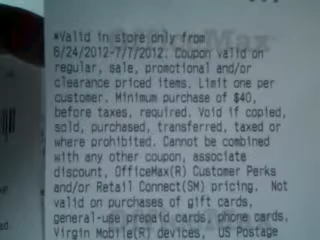 *Valid in store only from
6/24/2012-7/7/2012. Coupon valid on
regular, sale, promotional and/or
clearance priced items. Limit one per
customer. Minimum purchase of $40,
before taxes, required. Void if copied,
sold, purchased, transferred, taxed or
where prohibited. Cannot be combined
with any other coupon, associate
discount, OfficeMax(R) Customer Perks
and/or Retail Connect(SM) pricing. Not
valid on purchases of gift cards,
general-use prepaid cards, phone cards,
Virgin Mobile(R) devices, US Postage